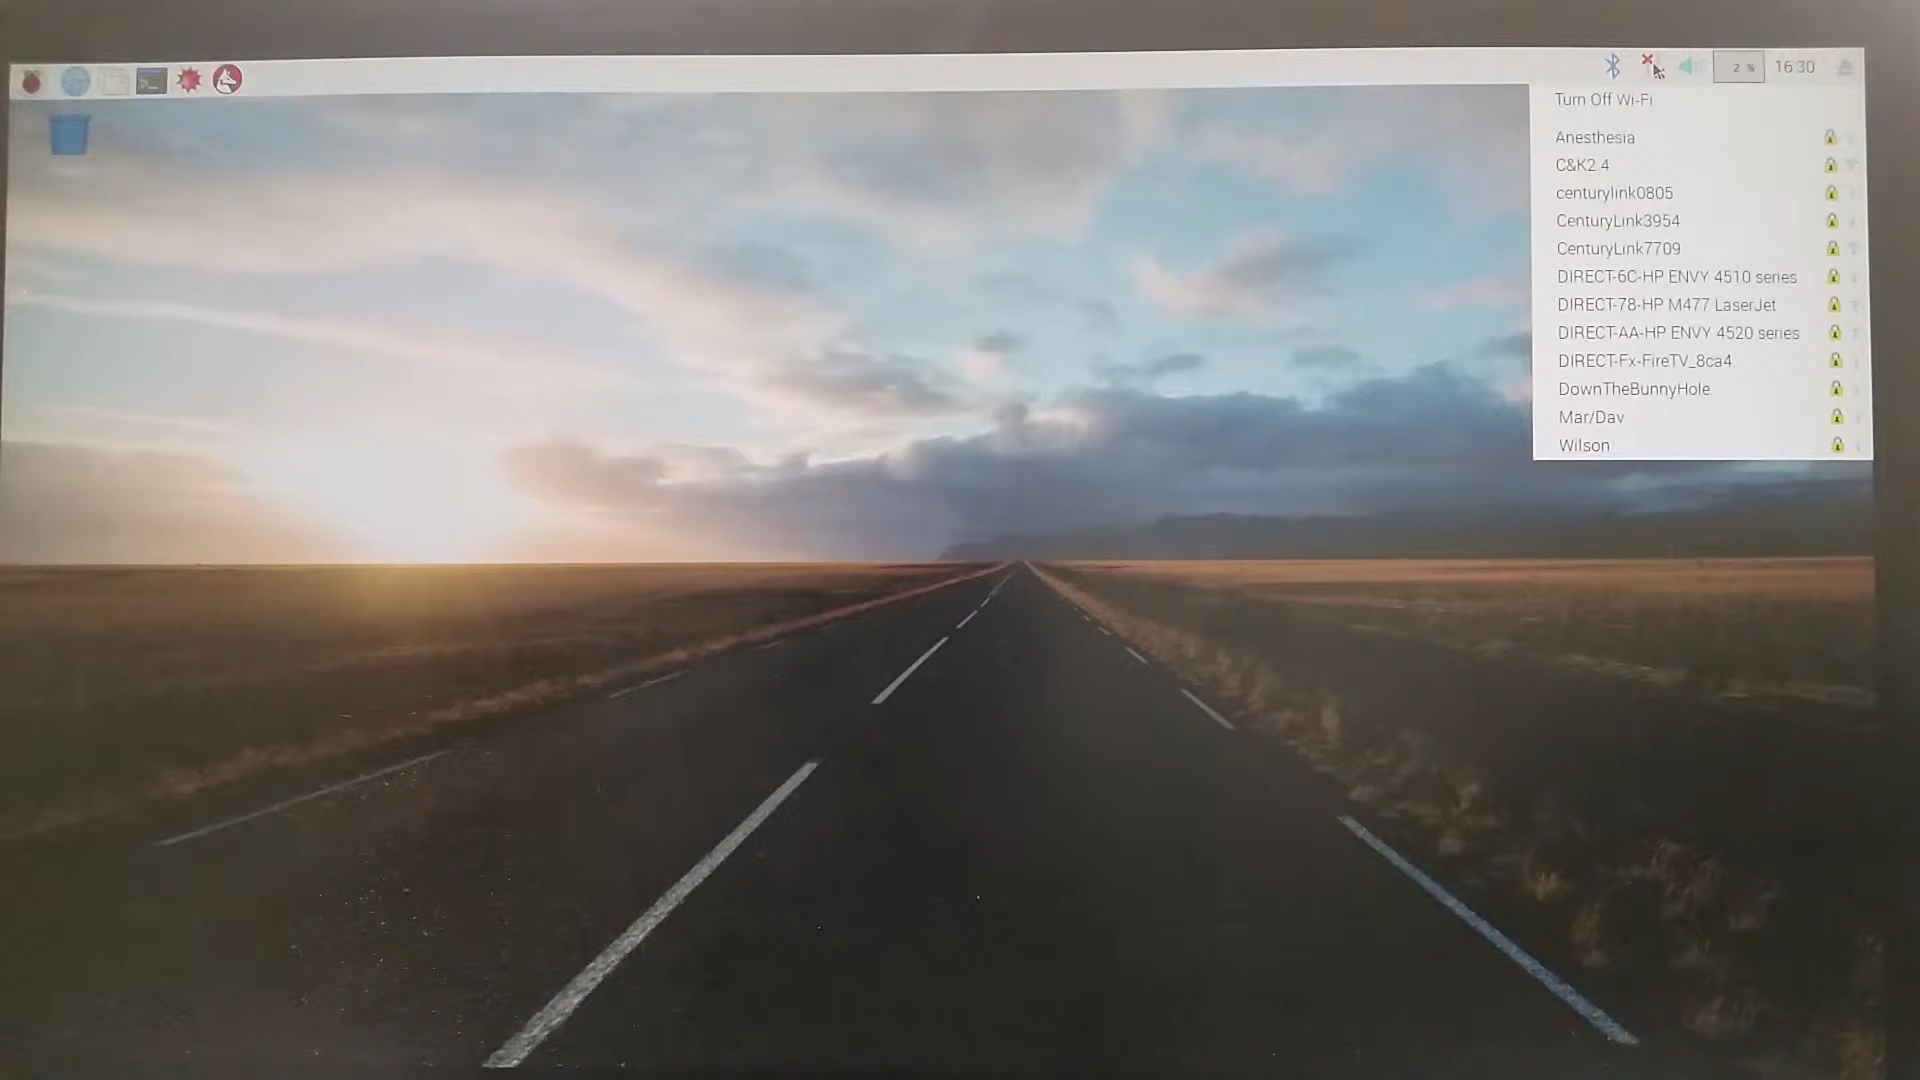 2 %
16:30
Turn Off Wi-Fi
Anesthesia
C&K2 4
centurylink0805
CenturyLink3954
CenturyLink7709
DIRECT-6C-HP ENVY 4510 series
DIRECT-78-HP M477 LaserJet
DIRECT-AA-HP ENVY 4520 series
DIRECT-Fx-FireTV_8ca4
DownTheBunnyHole
Mar/Dav
Wilson